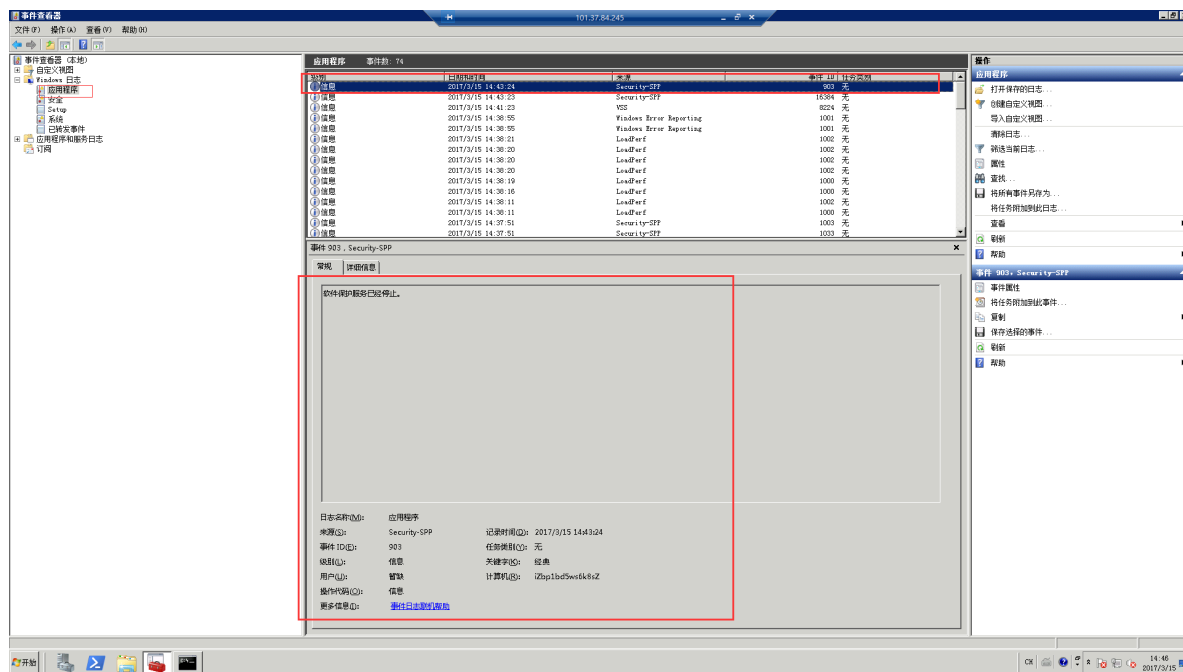 事件查看器
101.37.84.245
文件(F) 操作(A) 查看(V) 帮助(H)
事件查看器 (本地)
自定义视图
Windows 日志
应用程序
安全
Setup
系统
已转发事件
应用程序和服务日志
订阅
应用程序 事件数: 74
级别 日期和时间 来源 事件 ID 任务类别
信息 2017/3/15 14:43:24 Security-SPP 903 无
信息 2017/3/15 14:43:23 Security-SPP 16384 无
信息 2017/3/15 14:41:23 VSS 8224 无
信息 2017/3/15 14:38:55 Windows Error Reporting 1001 无
信息 2017/3/15 14:38:55 Windows Error Reporting 1001 无
信息 2017/3/15 14:38:21 LoadPerf 1002 无
信息 2017/3/15 14:38:20 LoadPerf 1002 无
信息 2017/3/15 14:38:20 LoadPerf 1002 无
信息 2017/3/15 14:38:20 LoadPerf 1002 无
信息 2017/3/15 14:38:19 LoadPerf 1000 无
信息 2017/3/15 14:38:16 LoadPerf 1000 无
信息 2017/3/15 14:38:11 LoadPerf 1002 无
信息 2017/3/15 14:38:11 LoadPerf 1000 无
信息 2017/3/15 14:37:51 Security-SPP 1003 无
信息 2017/3/15 14:37:51 Security-SPP 1033 无
事件 903，Security-SPP
常规 详细信息
软件保护服务已经停止。
日志名称(M): 应用程序
来源(S): Security-SPP 记录时间(D): 2017/3/15 14:43:24
事件 ID(E): 903 任务类别(Y): 无
级别(L): 信息 关键字(K): 经典
用户(U): 暂缺 计算机(R): iZbp1bd5ws6k8sZ
操作代码(O): 信息
更多信息(I): 事件日志联机帮助
操作
应用程序
打开保存的日志...
创建自定义视图...
导入自定义视图...
清除日志...
筛选当前日志...
属性
查找...
将所有事件另存为...
将任务附加到此日志...
查看
刷新
帮助
事件 903，Security-SPP
事件属性
将任务附加到此事件...
复制
保存选择的事件...
刷新
帮助
开始
CH
14:46
2017/3/15